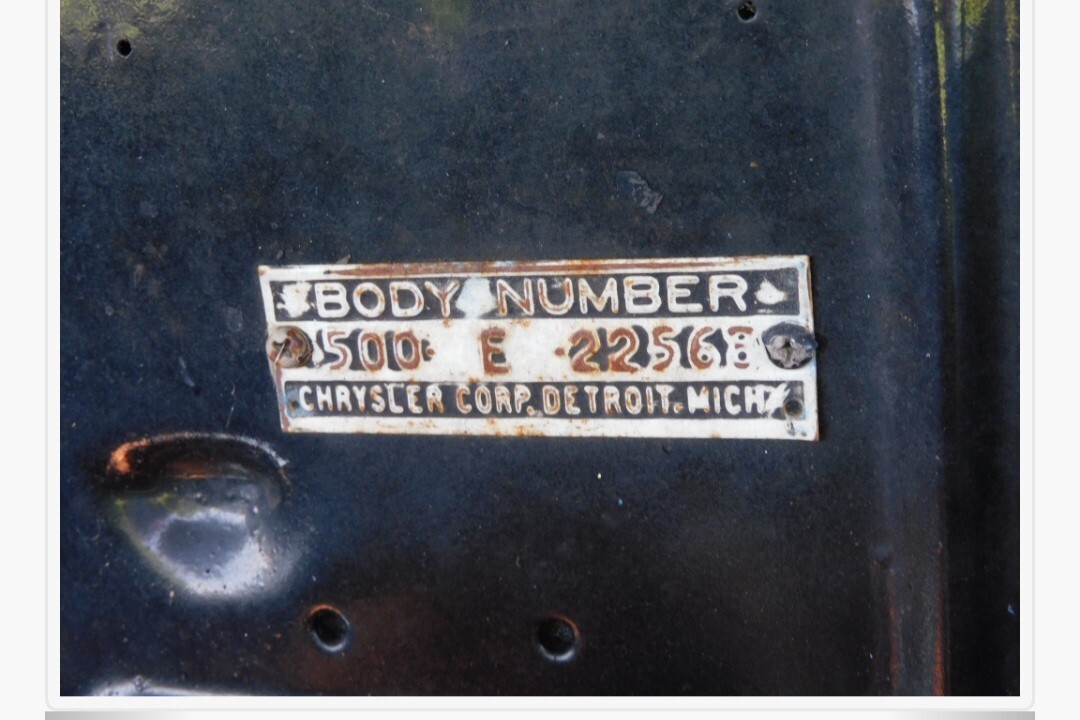 BODY NUMBER
500 E 22568
CHRYSLER CORP. DETROIT. MICH